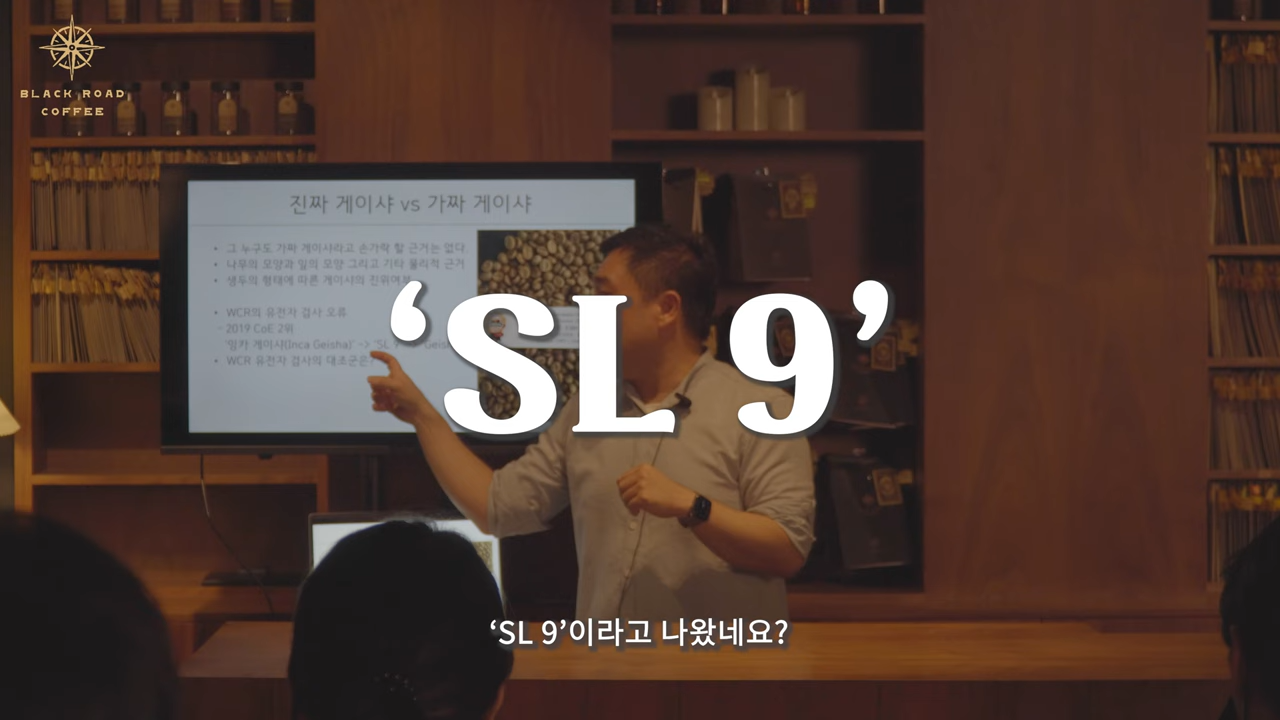 BLACK ROAD
COFFEE
진짜 게이샤 vs 가짜 게이샤
• 그 누구도 가짜 게이샤라고 손가락 할 근거는 없다.
• 나무의 모양과 잎의 모양 그리고 기타 물리적 근거
• 생두의 형태에 따른 게이샤의 진위여부
• WCR의 유전자 검사 오류
- 2019 CoE 2위
'잉카 게이샤(Inca Geisha)' -> 'SL 9
• WCR 유전자 검사의 대조군은?
‘SL 9’
‘SL 9’이라고 나왔네요?